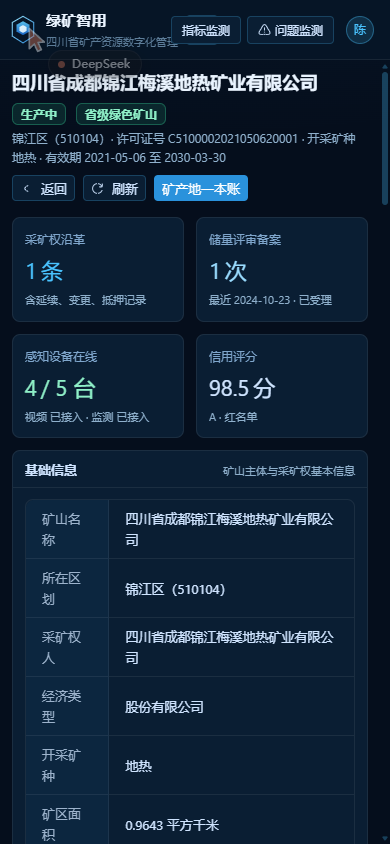 绿矿智用
四川省矿产资源数字化管理
指标监测
问题监测
陈
DeepSeek
四川省成都锦江梅溪地热矿业有限公司
生产中
省级绿色矿山
锦江区（510104）· 许可证号 C5100002021050620001 · 开采矿种
地热 · 有效期 2021-05-06 至 2030-03-30
返回
刷新
矿产地一本账
采矿权沿革
1 条
含延续、变更、抵押记录
储量评审备案
1 次
最近 2024-10-23 · 已受理
感知设备在线
4 / 5 台
视频 已接入 · 监测 已接入
信用评分
98.5 分
A · 红名单
基础信息
矿山主体与采矿权基本信息
矿山名
称
四川省成都锦江梅溪地热矿业有限公
司
所在区
划
锦江区（510104）
采矿权
人
四川省成都锦江梅溪地热矿业有限公
司
经济类
型
股份有限公司
开采矿
种
地热
矿区面
积
0.9643 平方千米